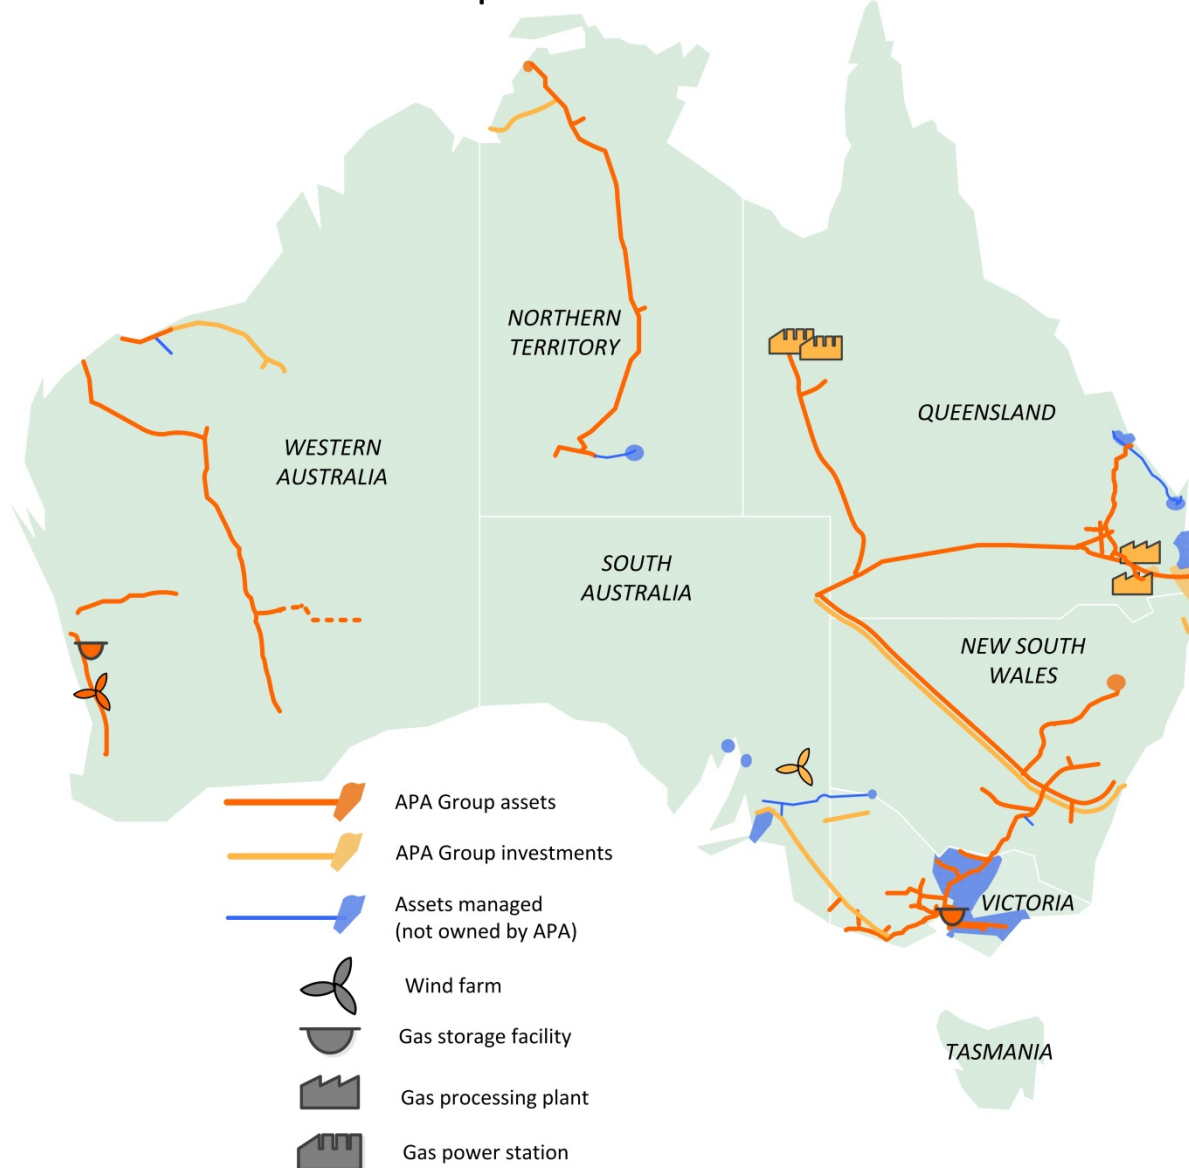 NORTHERN
TERRITORY
QUEENSLAND
WESTERN
AUSTRALIA
SOUTH
AUSTRALIA
NEW SOUTH
WALES
APA Group assets
APA Group investments
Assets managed
(not owned by APA)
VICTORIA
Wind farm
Gas storage facility
TASMANIA
Gas processing plant
Gas power station